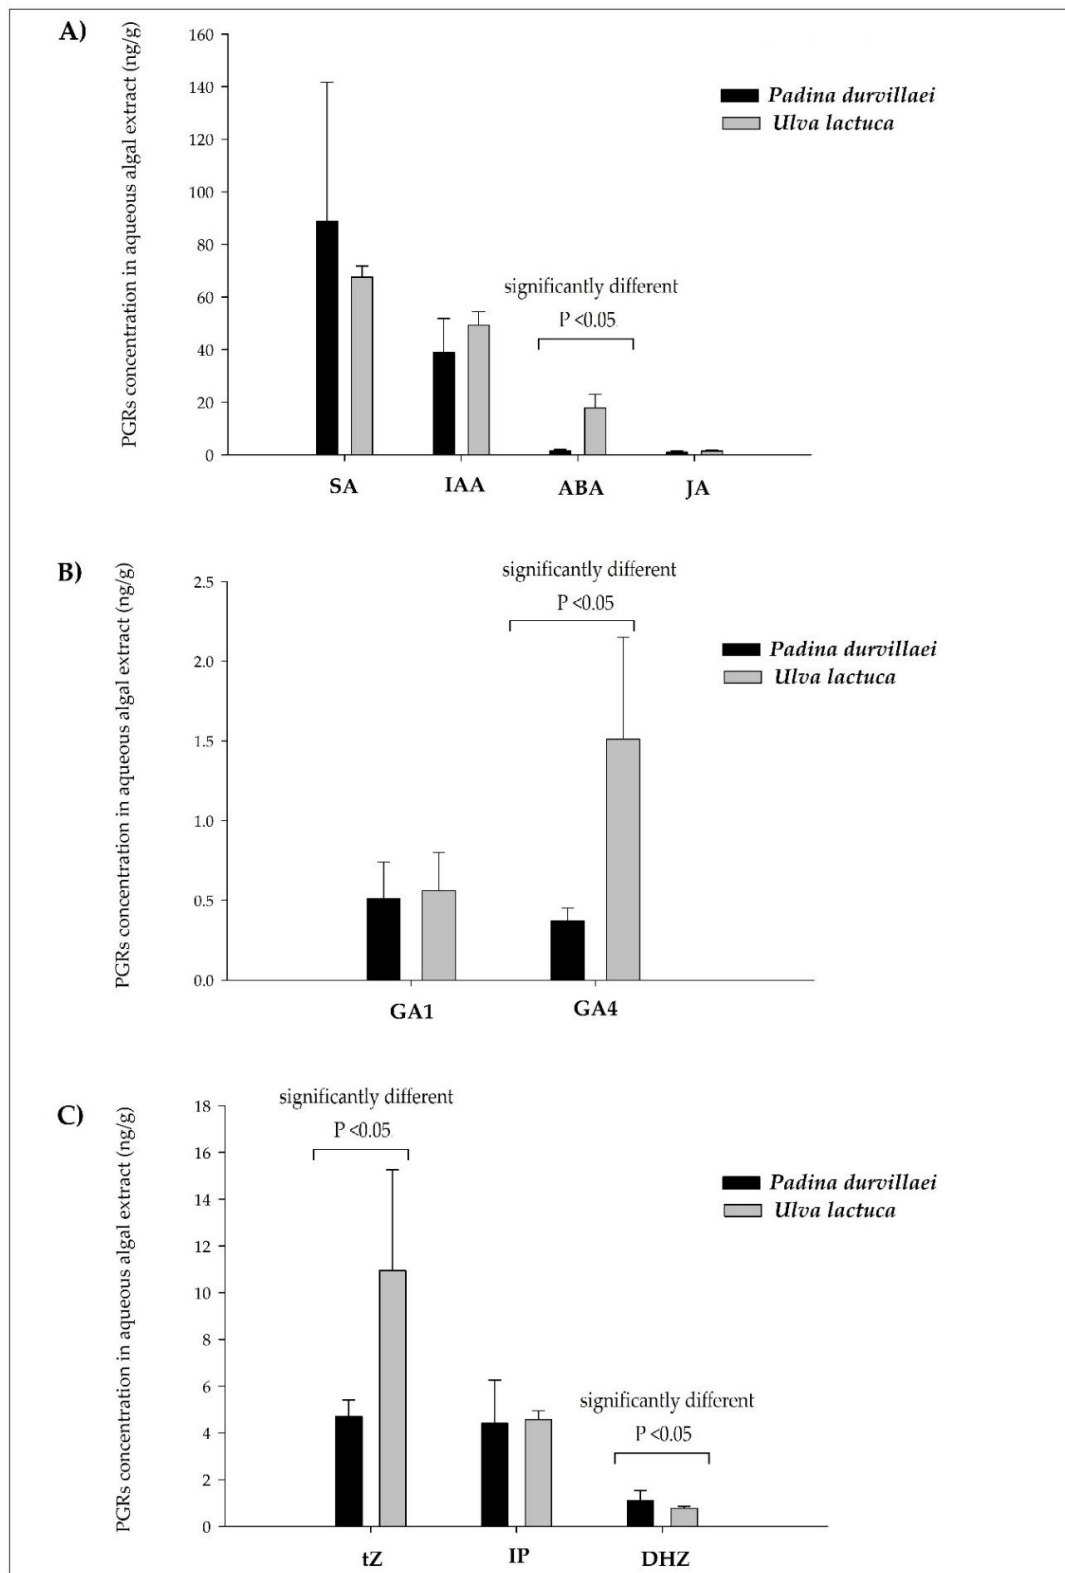 A)
PGRs concentration in aqueous algal extract (ng/g)
160
140
120
100
80
60
40
20
0
Padina durvillaei
Ulva lactuca
significantly different
P <0.05
SA IAA ABA JA
B)
PGRs concentration in aqueous algal extract (ng/g)
2.5
2.0
1.5
1.0
0.5
0.0
significantly different
P <0.05
Padina durvillaei
Ulva lactuca
GA1 GA4
C)
PGRs concentration in aqueous algal extract (ng/g)
18
16
14
12
10
8
6
4
2
0
significantly different
P <0.05
Padina durvillaei
Ulva lactuca
significantly different
P <0.05
tZ IP DHZ